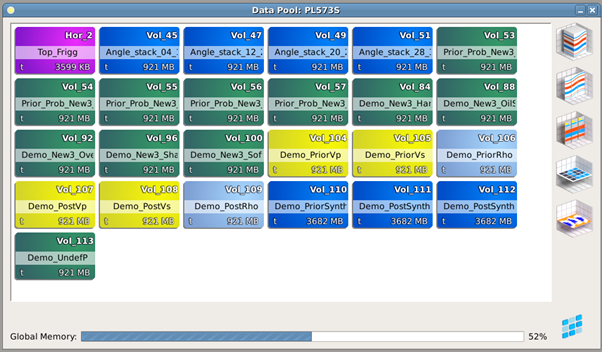 Data Pool: PL573S
Hor_2 Vol_45 Vol_47 Vol_49 Vol_51 Vol_53
Top_Frigg Angle_stack_04_ Angle_stack_12_ Angle_stack_20_ Angle_stack_28_ Prior_Prob_New3
t 3599 KB t 921 MB t 921 MB t 921 MB t 921 MB t 921 MB
Vol_54 Vol_55 Vol_56 Vol_57 Vol_84 Vol_88
Prior_Prob_New3_ Prior_Prob_New3_ Prior_Prob_New3_ Prior_Prob_New3_ Demo_New3_Har Demo_New3_OilS
t 921 MB t 921 MB t 921 MB t 921 MB t 921 MB t 921 MB
Vol_92 Vol_96 Vol_100 Vol_104 Vol_105 Vol_106
Demo_New3_Ove Demo_New3_Sha Demo_New3_Sof Demo_PriorVp Demo_PriorVs Demo_PriorRho
t 921 MB t 921 MB t 921 MB t 921 MB t 921 MB t 921 MB
Vol_107 Vol_108 Vol_109 Vol_110 Vol_111 Vol_112
Demo_PostVp Demo_PostVs Demo_PostRho Demo_PriorSynth Demo_PostSynth Demo_PostSynth
t 921 MB t 921 MB t 921 MB t 3682 MB t 3682 MB t 3682 MB
Vol_113
Demo_UndefP
t 921 MB
Global Memory: 52%